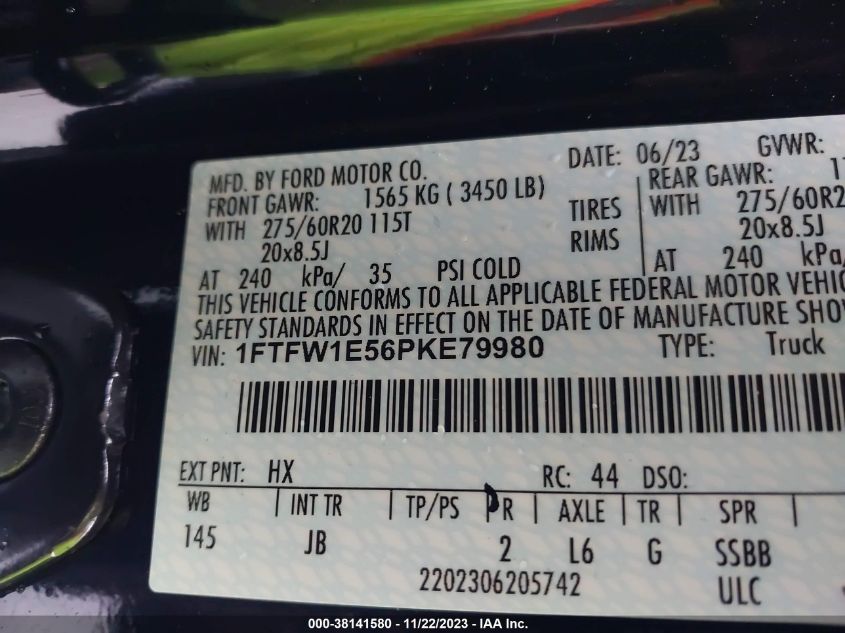 MFD. BY FORD MOTOR CO. DATE: 06/23 GVWR:
FRONT GAWR: 1565 KG ( 3450 LB) REAR GAWR:
WITH 275/60R20 115T TIRES WITH 275/60R2
20x8.5J RIMS 20x8.5J
AT 240 kPa/ 35 PSI COLD AT 240 kPa/
THIS VEHICLE CONFORMS TO ALL APPLICABLE FEDERAL MOTOR VEHIC
SAFETY STANDARDS IN EFFECT ON THE DATE OF MANUFACTURE SHO
VIN: 1FTFW1E56PKE79980 TYPE: Truck
EXT PNT: HX RC: 44 DSO:
WB INT TR TP/PS R AXLE TR SPR
145 JB 2 L6 G SSBB
2202306205742 ULC
000-38141580 - 11/22/2023 - IAA Inc.